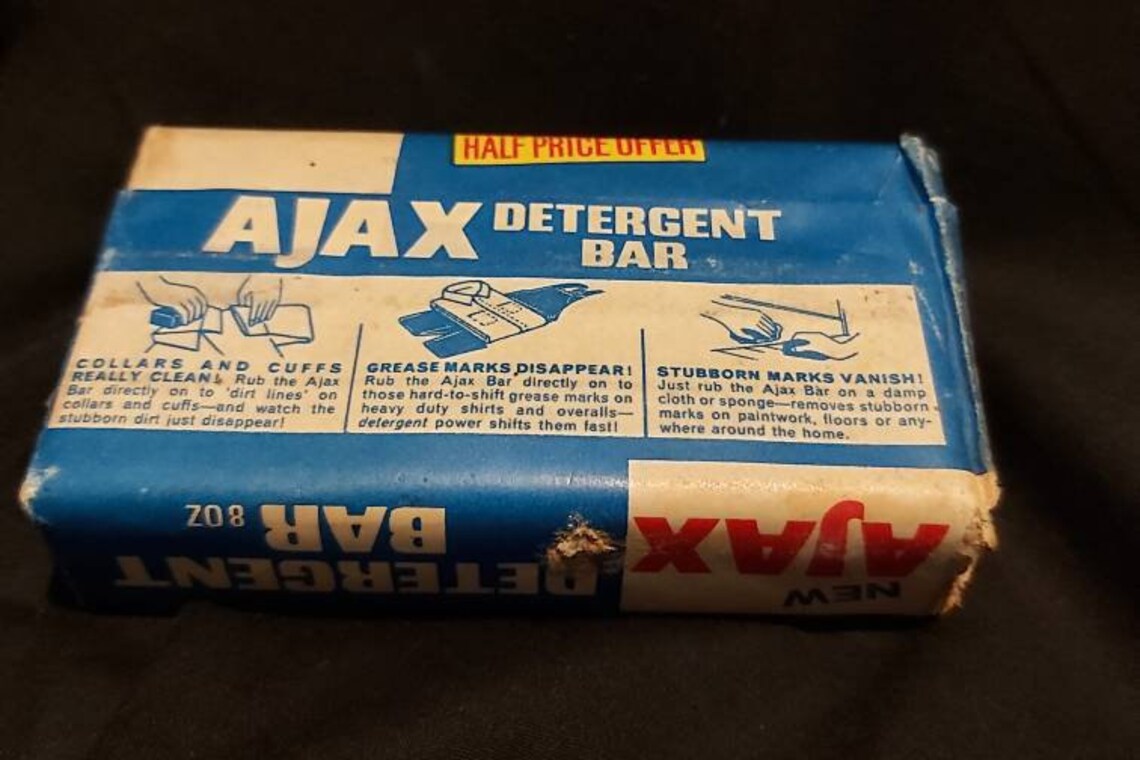 HALF PRICE OFFER
AJAX DETERGENT
BAR
COLLARS AND CUFFS
REALLY CLEAN! Rub the Ajax
Bar directly on to 'dirt lines' on
collars and cuffs—and watch the
stubborn dirt just disappear!
GREASE MARKS DISAPPEAR!
Rub the Ajax Bar directly on to
those hard-to-shift grease marks on
heavy duty shirts and overalls—
detergent power shifts them fast!
STUBBORN MARKS VANISH!
Just rub the Ajax Bar on a damp
cloth or sponge—removes stubborn
marks on paintwork, floors or any-
where around the home.
NEW
AJAX
DETERGENT
BAR 8 OZ